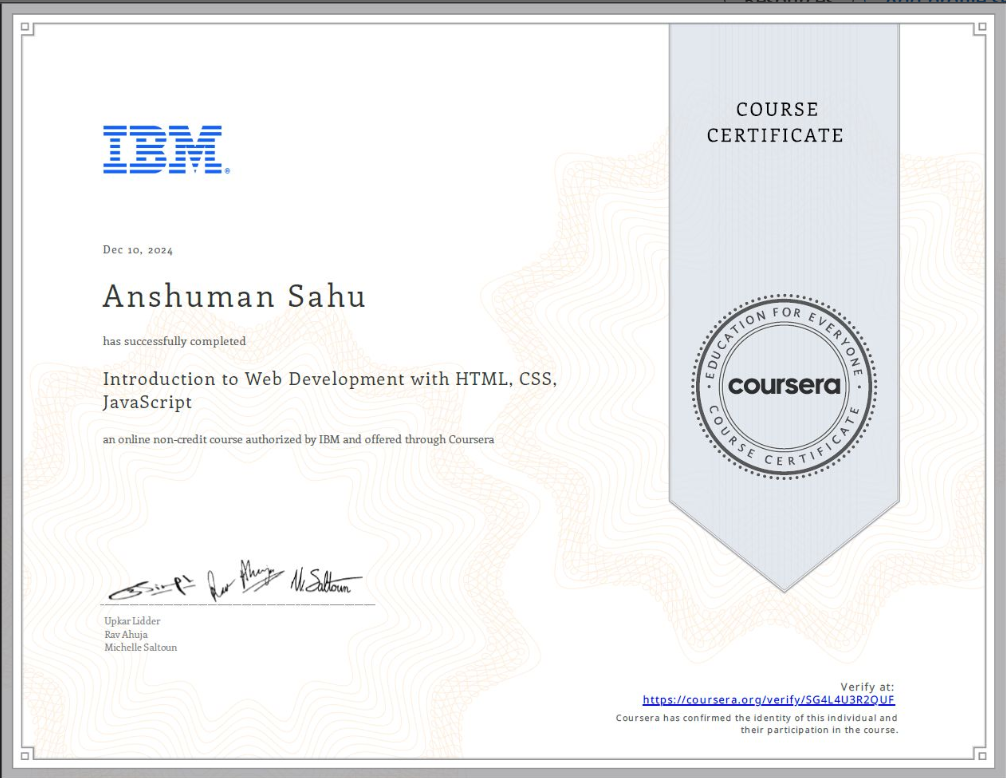 IBM®
COURSE
CERTIFICATE
Dec 10, 2024
Anshuman Sahu
has successfully completed
Introduction to Web Development with HTML, CSS,
JavaScript
an online non-credit course authorized by IBM and offered through Coursera
EDUCATION FOR EVERYONE
coursera
COURSE CERTIFICATE
Rav Ahuja M. Saltoun
Upkar Lidder
Rav Ahuja
Michelle Saltoun
Verify at:
https://coursera.org/verify/SG4L4U3R2QUF
Coursera has confirmed the identity of this individual and
their participation in the course.